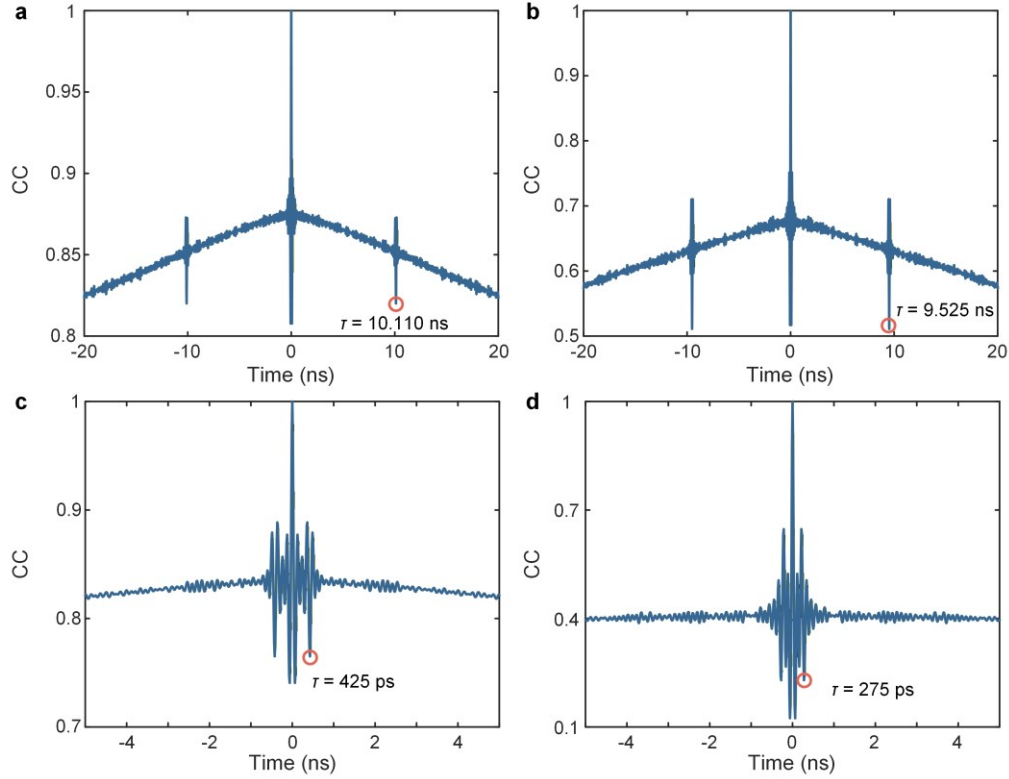 a
1
0.95
CC
0.9
0.85
0.8
τ = 10.110 ns
-20 -10 0 10 20
Time (ns)
b
1
0.9
0.8
CC
0.7
0.6
0.5
τ = 9.525 ns
-20 -10 0 10 20
Time (ns)
c
1
0.9
CC
0.8
0.7
τ = 425 ps
-4 -2 0 2 4
Time (ns)
d
1
0.7
CC
0.4
0.1
τ = 275 ps
-4 -2 0 2 4
Time (ns)